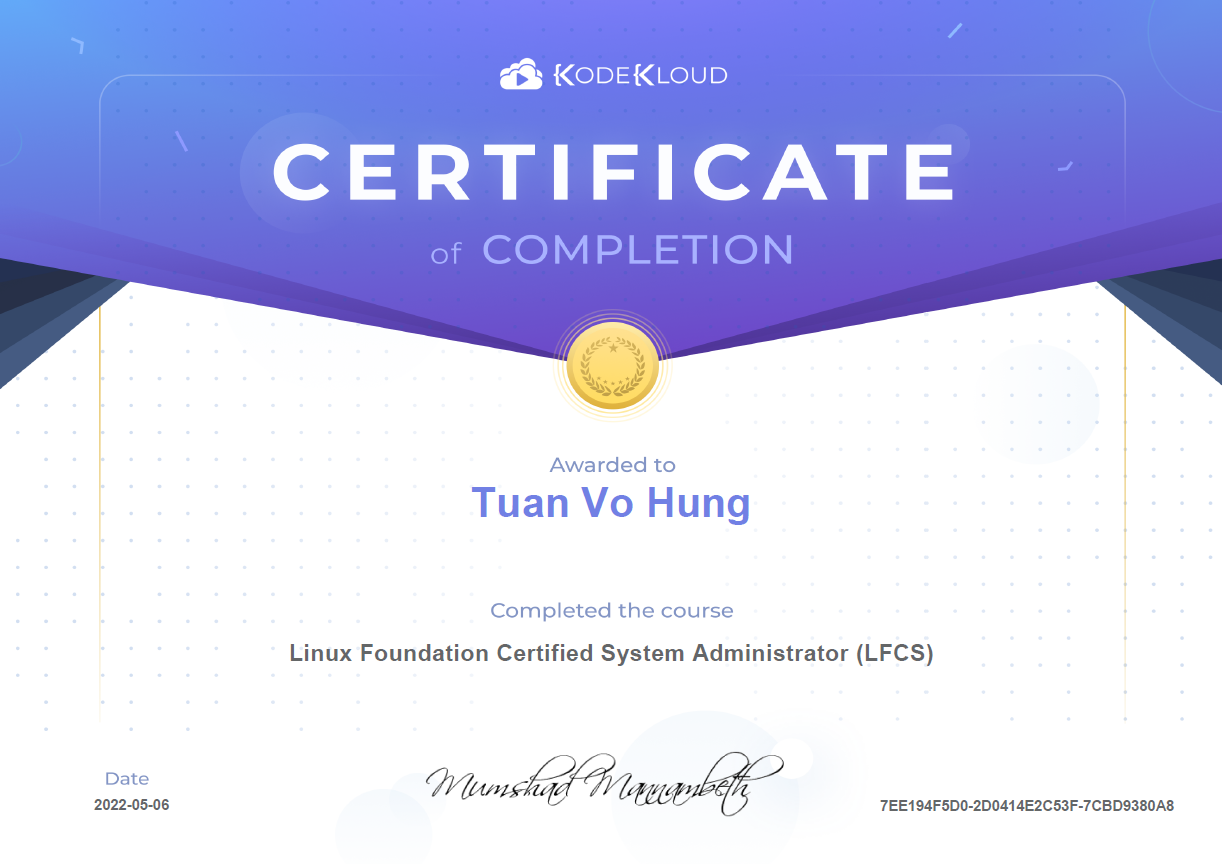 KODEKLOUD
CERTIFICATE
of COMPLETION
Awarded to
Tuan Vo Hung
Completed the course
Linux Foundation Certified System Administrator (LFCS)
Mumshad Mannambeth
Date
2022-05-06
7EE194F5D0-2D0414E2C53F-7CBD9380A8